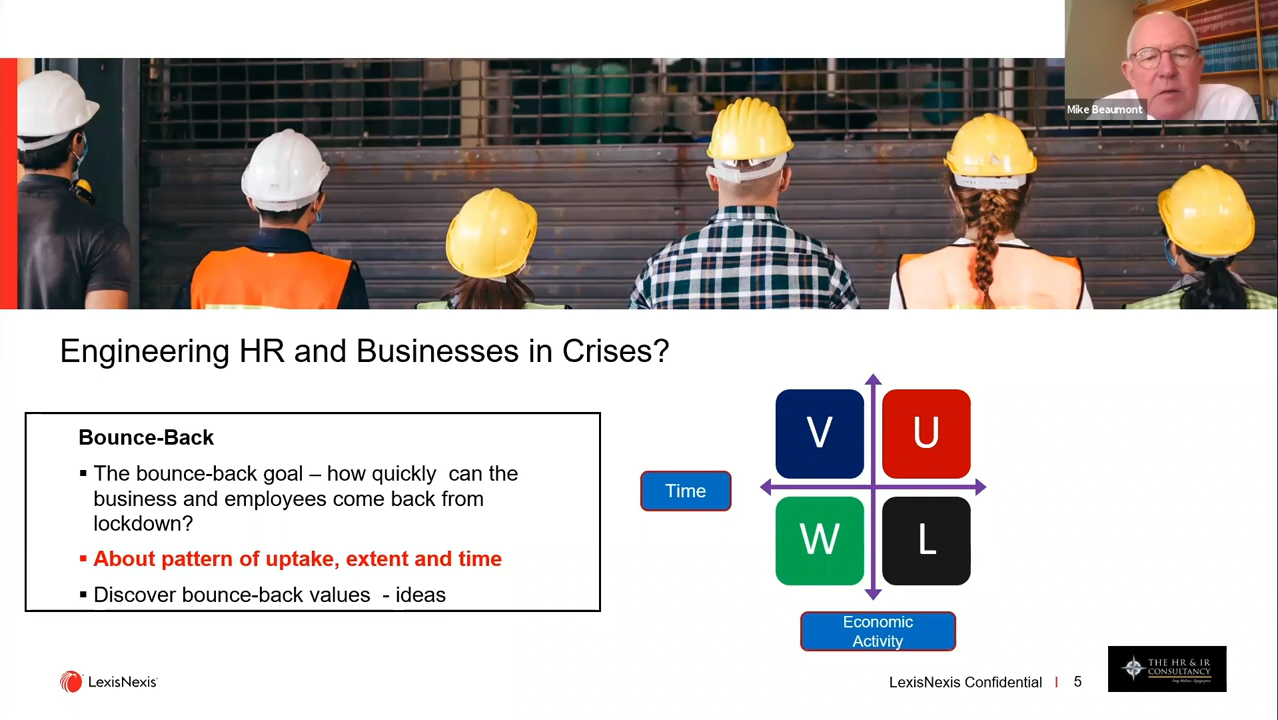 Mike Beaumont
Engineering HR and Businesses in Crises?
Bounce-Back
▪ The bounce-back goal – how quickly  can the
business and employees come back from
lockdown?
▪ About pattern of uptake, extent and time
▪ Discover bounce-back values  - ideas
V
U
Time
W
L
Economic
Activity
LexisNexis
LexisNexis Confidential | 5
THE HR & IR
CONSULTANCY